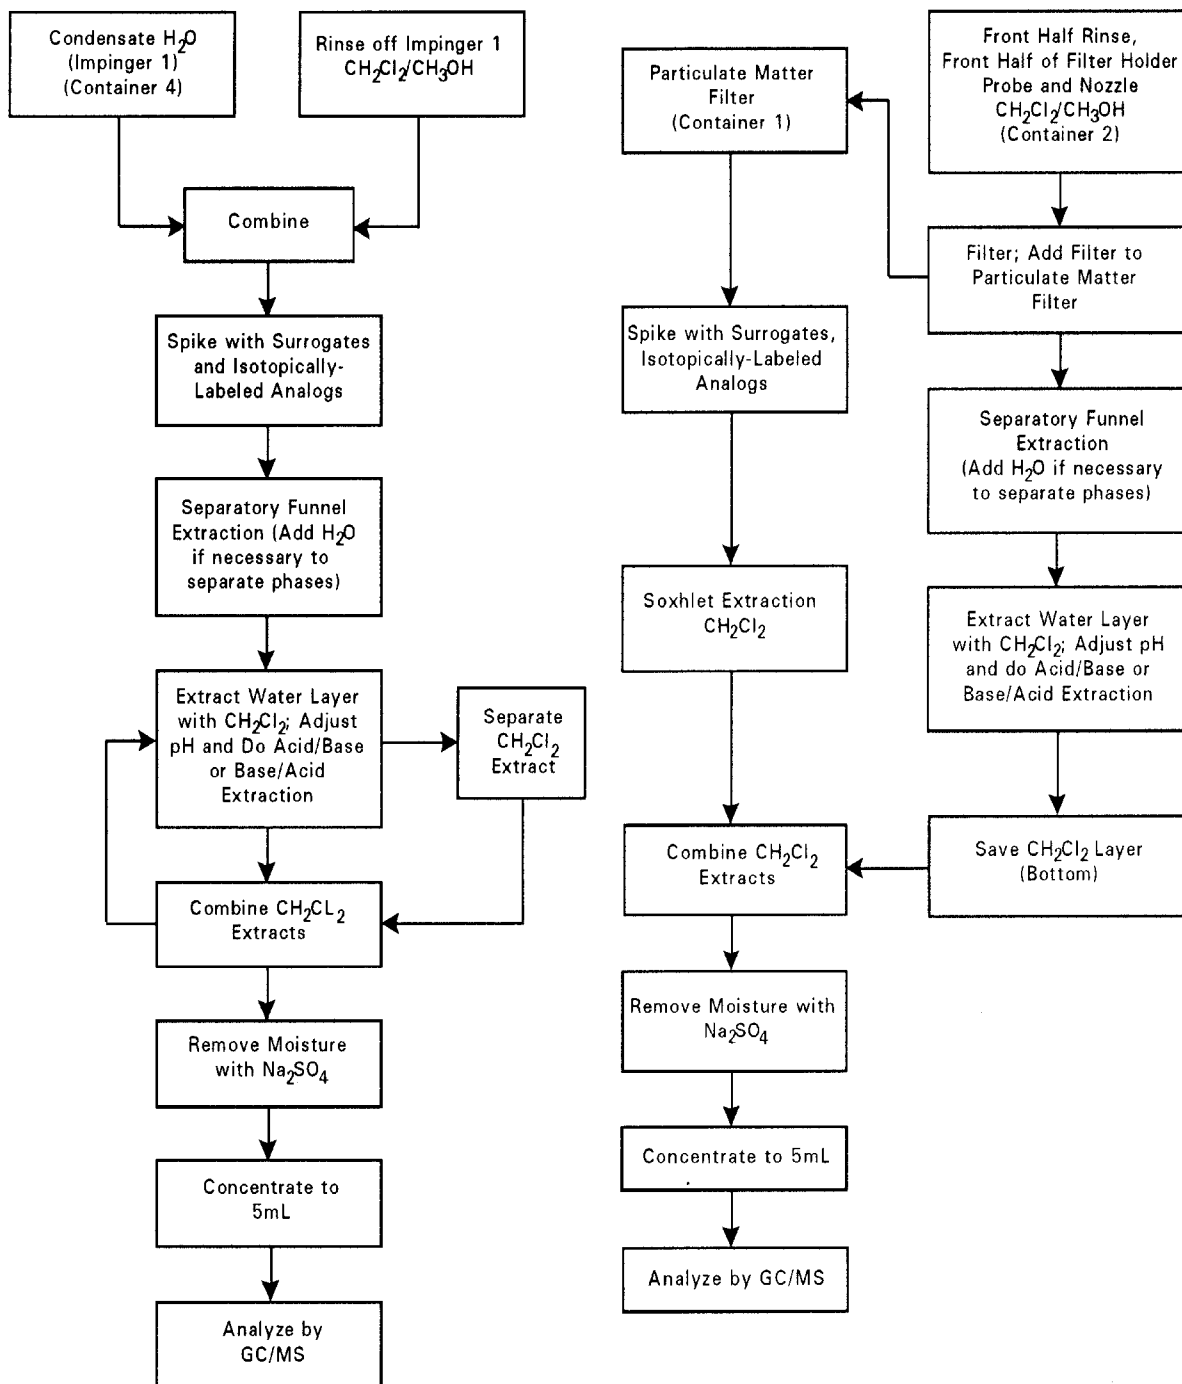 Condensate H2O
(Impinger 1)
(Container 4)
Rinse off Impinger 1
CH2Cl2/CH3OH
Combine
Spike with Surrogates
and Isotopically-
Labeled Analogs
Separatory Funnel
Extraction (Add H2O
if necessary to
separate phases)
Extract Water Layer
with CH2Cl2; Adjust
pH and Do Acid/Base
or Base/Acid
Extraction
Separate
CH2Cl2
Extract
Combine CH2CL2
Extracts
Remove Moisture
with Na2SO4
Concentrate to
5mL
Analyze by
GC/MS
Particulate Matter
Filter
(Container 1)
Spike with Surrogates,
Isotopically-Labeled
Analogs
Soxhlet Extraction
CH2Cl2
Combine CH2Cl2
Extracts
Remove Moisture with
Na2SO4
Concentrate to 5mL
Analyze by GC/MS
Front Half Rinse,
Front Half of Filter Holder
Probe and Nozzle
CH2Cl2/CH3OH
(Container 2)
Filter; Add Filter to
Particulate Matter
Filter
Separatory Funnel
Extraction
(Add H2O if necessary
to separate phases)
Extract Water Layer
with CH2Cl2; Adjust pH
and do Acid/Base or
Base/Acid Extraction
Save CH2Cl2 Layer
(Bottom)